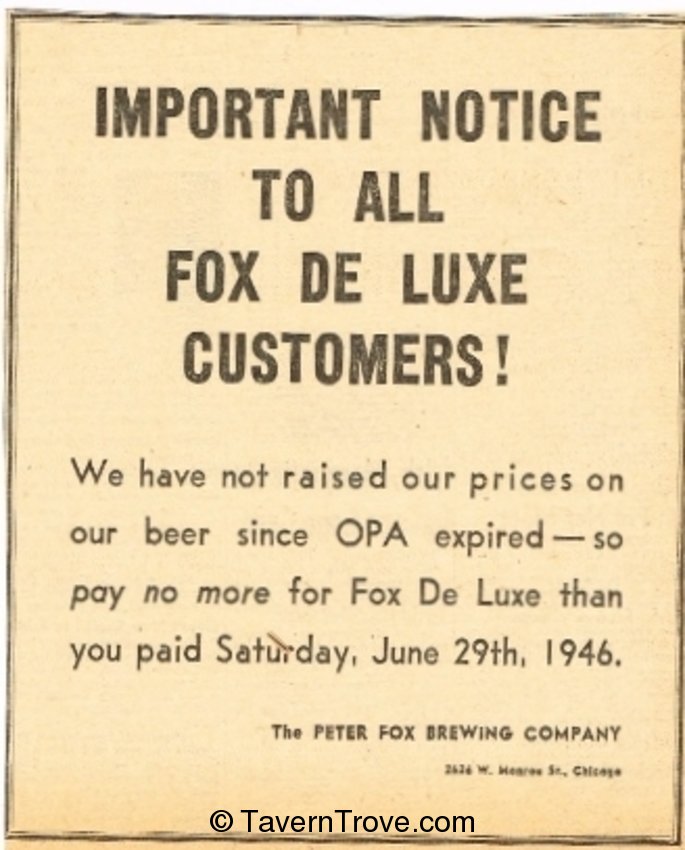 IMPORTANT NOTICE
TO ALL
FOX DE LUXE
CUSTOMERS!
We have not raised our prices on
our beer since OPA expired — so
pay no more for Fox De Luxe than
you paid Saturday, June 29th, 1946.
The PETER FOX BREWING COMPANY
2626 W. Monroe St., Chicago
© TavernTrove.com